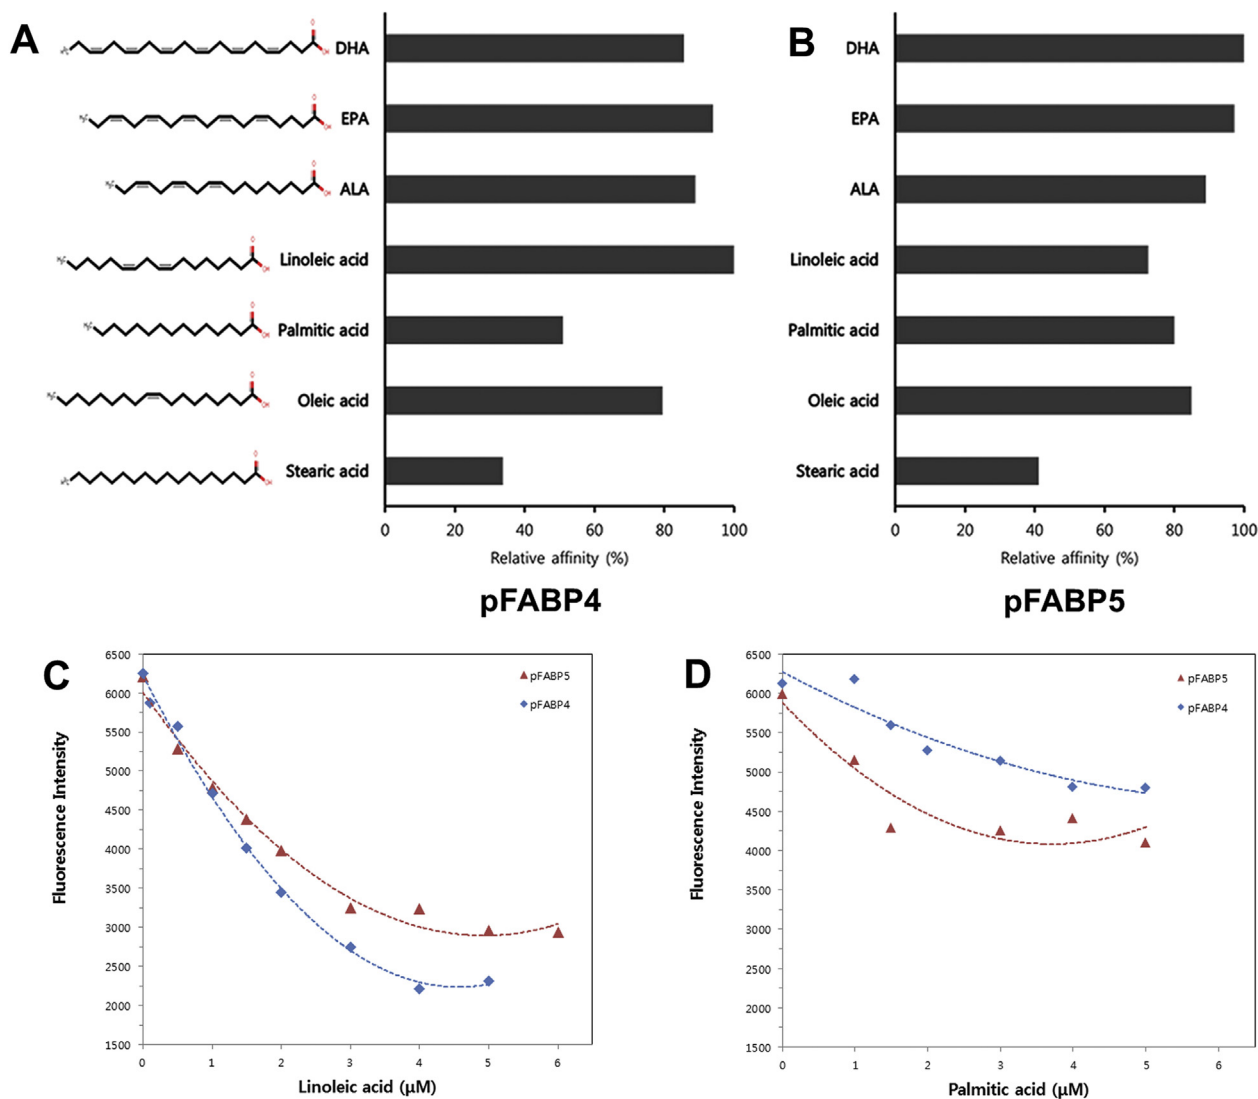 A
B
DHA
EPA
ALA
Linoleic acid
Palmitic acid
Oleic acid
Stearic acid
0 20 40 60 80 100
Relative affinity (%)
pFABP4
DHA
EPA
ALA
Linoleic acid
Palmitic acid
Oleic acid
Stearic acid
0 20 40 60 80 100
Relative affinity (%)
pFABP5
C
Fluorescence Intensity
6500
6000
5500
5000
4500
4000
3500
3000
2500
2000
1500
pFABP5
pFABP4
0 1 2 3 4 5 6
Linoleic acid (μM)
D
Fluorescence Intensity
6500
6000
5500
5000
4500
4000
3500
3000
2500
2000
1500
pFABP5
pFABP4
0 1 2 3 4 5 6
Palmitic acid (μM)